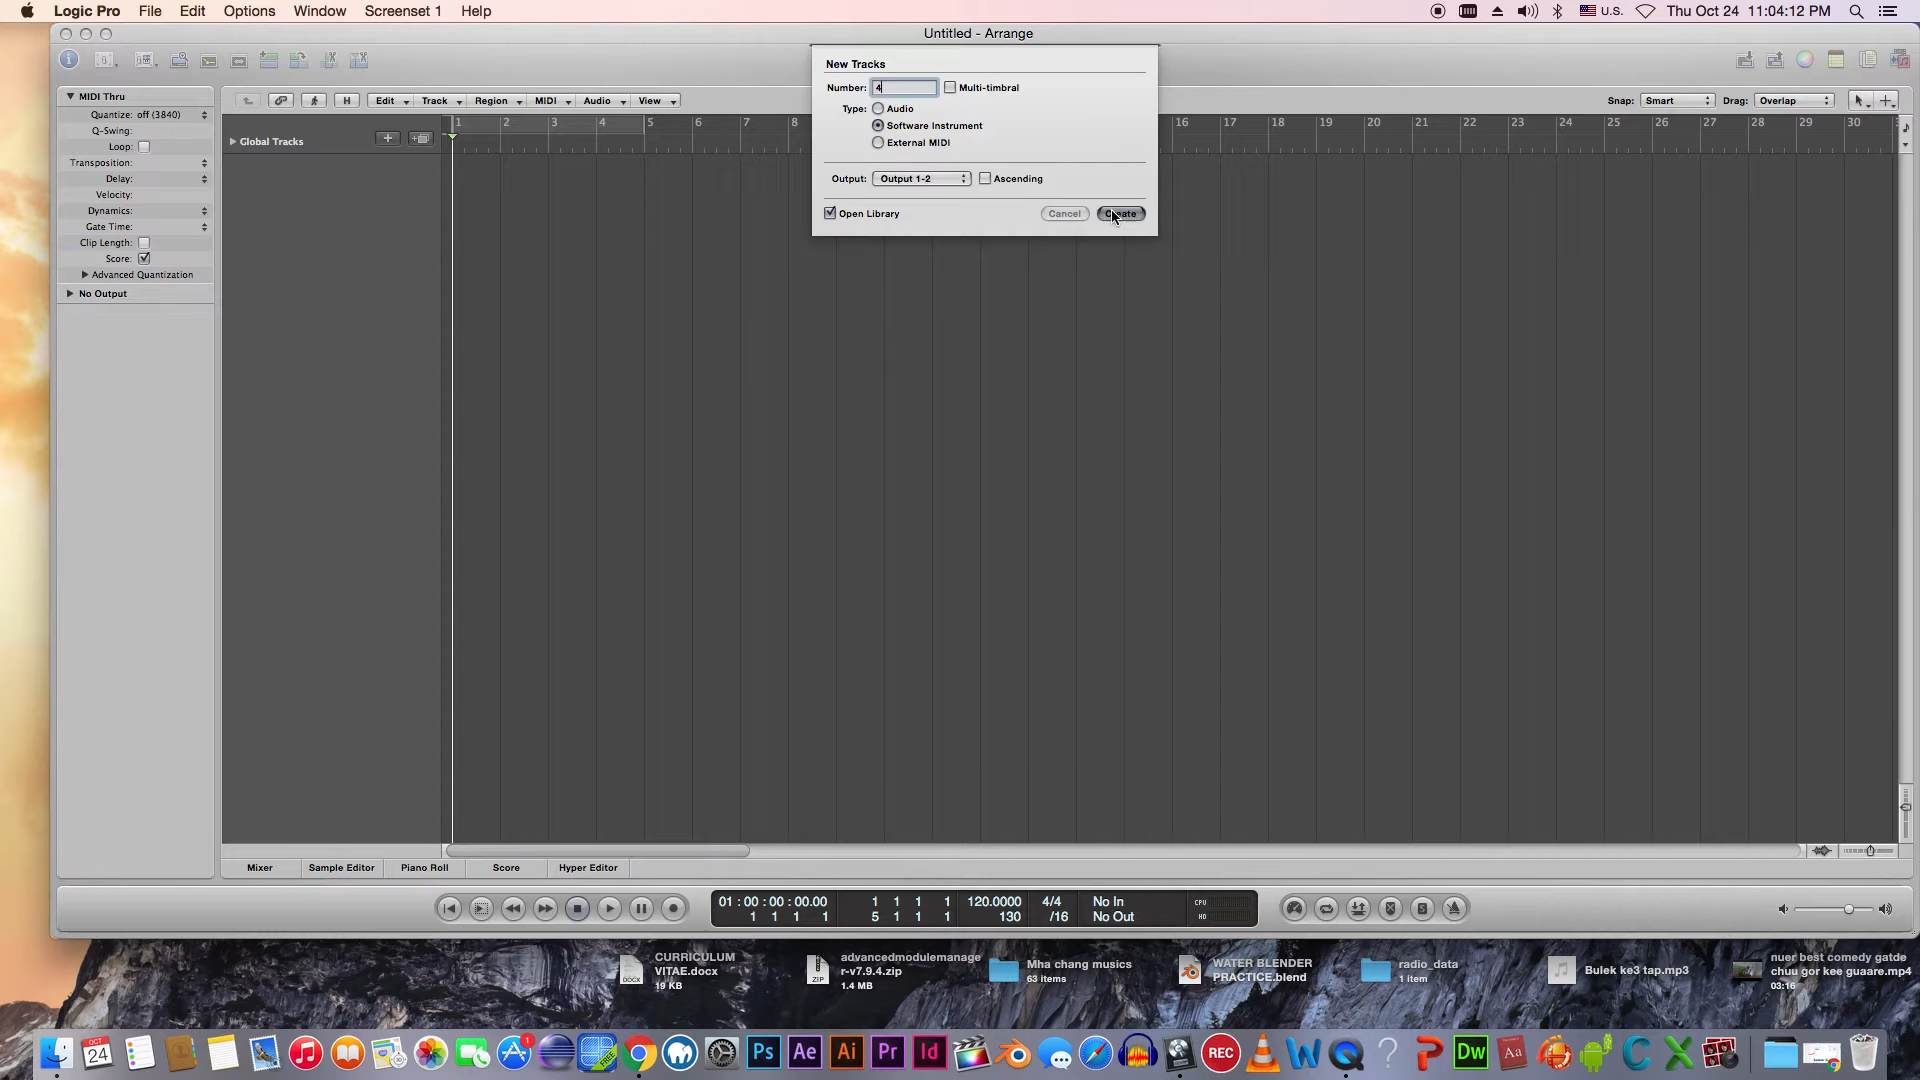 Logic Pro File Edit Options Window Screenset 1 Help
U.S. Thu Oct 24 11:04:12 PM
Untitled - Arrange
New Tracks
Number: 4 Multi-timbral
Type: Audio
Software Instrument
External MIDI
Output: Output 1-2 Ascending
Open Library Cancel
MIDI Thru
Quantize: off (3840)
Q-Swing:
Loop:
Transposition:
Delay:
Velocity:
Dynamics:
Gate Time:
Clip Length:
Score:
Advanced Quantization
No Output
H Edit Track Region MIDI Audio View
Snap: Smart Drag: Overlap
Global Tracks
1 2 3 4 5 6 7 8 16 17 18 19 20 21 22 23 24 25 26 27 28 29 30
Mixer Sample Editor Piano Roll Score Hyper Editor
01 : 00 : 00 : 00.00 1 1 1 1 120.0000 4/4 No In CPU
1 1 1 1 5 1 1 1 130 /16 No Out HD
S
CURRICULUM
VITAE.docx
19 KB
DOCX
advancedmodulemanage
r-v7.9.4.zip
1.4 MB
ZIP
Mha chang musics
63 items
WATER BLENDER
PRACTICE.blend
radio_data
1 item
Bulek ke3 tap.mp3
nuer best comedy gatde
chuu gor kee guaare.mp4
03:16
OCT
24
1
FREE
Ps Ae Ai Pr Id REC W ? P Dw Aa C X